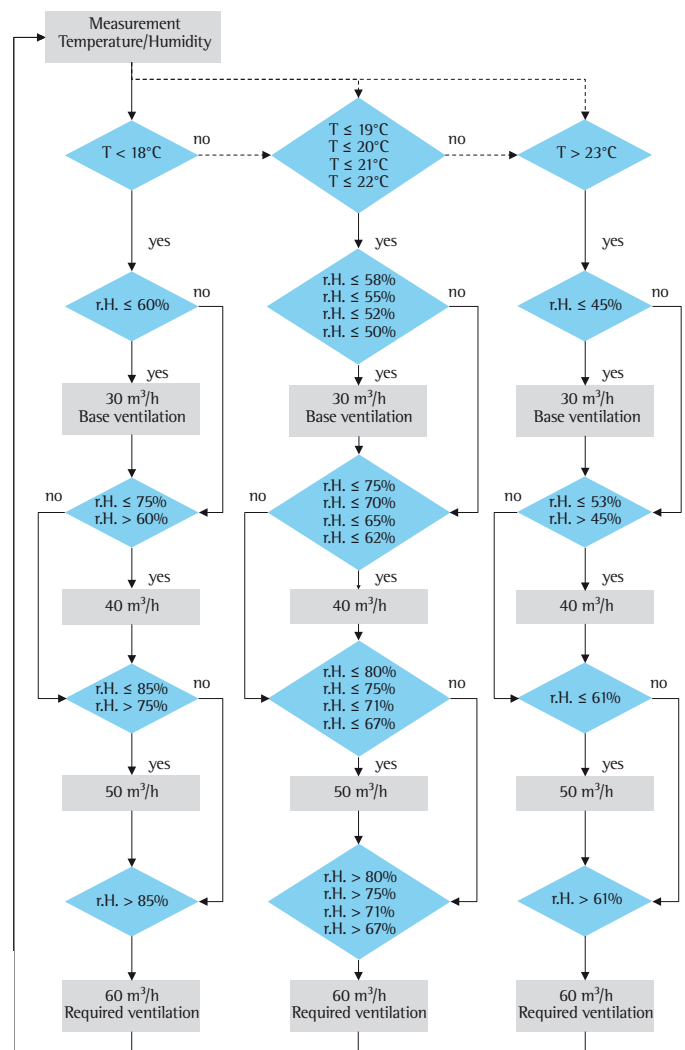 Measurement
Temperature/Humidity
T < 18°C
no
T ≤ 19°C
T ≤ 20°C
T ≤ 21°C
T ≤ 22°C
no
T > 23°C
yes
yes
yes
r.H. ≤ 60%
no
r.H. ≤ 58%
r.H. ≤ 55%
r.H. ≤ 52%
r.H. ≤ 50%
no
r.H. ≤ 45%
no
yes
yes
yes
30 m³/h
Base ventilation
30 m³/h
Base ventilation
30 m³/h
Base ventilation
no
r.H. ≤ 75%
r.H. > 60%
no
r.H. ≤ 75%
r.H. ≤ 70%
r.H. ≤ 65%
r.H. ≤ 62%
no
r.H. ≤ 53%
r.H. > 45%
yes
yes
yes
40 m³/h
40 m³/h
40 m³/h
r.H. ≤ 85%
r.H. > 75%
no
r.H. ≤ 80%
r.H. ≤ 75%
r.H. ≤ 71%
r.H. ≤ 67%
no
r.H. ≤ 61%
no
yes
yes
yes
50 m³/h
50 m³/h
50 m³/h
r.H. > 85%
r.H. > 80%
r.H. > 75%
r.H. > 71%
r.H. > 67%
r.H. > 61%
60 m³/h
Required ventilation
60 m³/h
Required ventilation
60 m³/h
Required ventilation